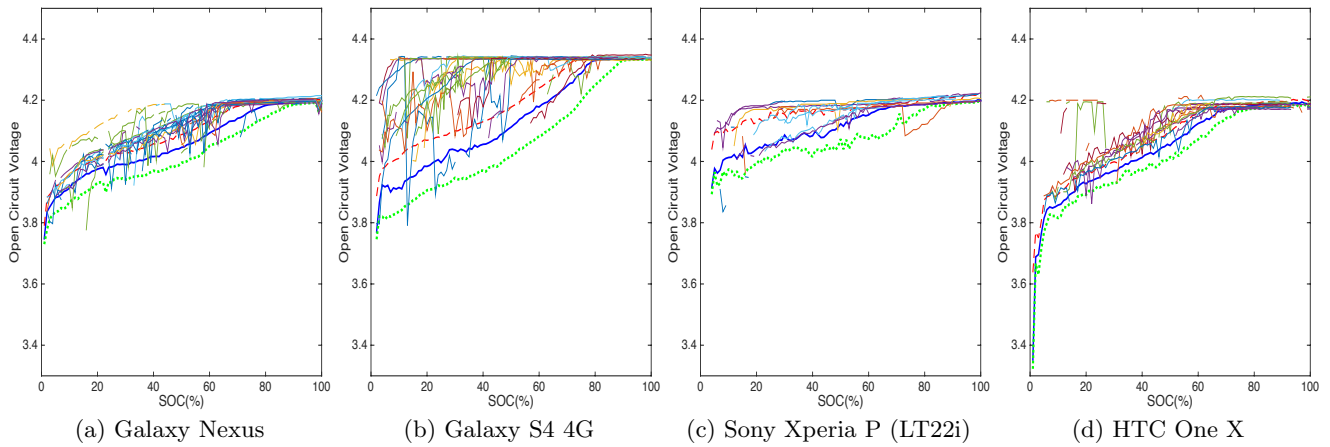 4.4
4.2
4
3.8
3.6
3.4
Open Circuit Voltage
0 20 40 60 80 100
SOC(%)
(a) Galaxy Nexus
4.4
4.2
4
3.8
3.6
3.4
Open Circuit Voltage
0 20 40 60 80 100
SOC(%)
(b) Galaxy S4 4G
4.4
4.2
4
3.8
3.6
3.4
Open Circuit Voltage
0 20 40 60 80 100
SOC(%)
(c) Sony Xperia P (LT22i)
4.4
4.2
4
3.8
3.6
3.4
Open Circuit Voltage
0 20 40 60 80 100
SOC(%)
(d) HTC One X